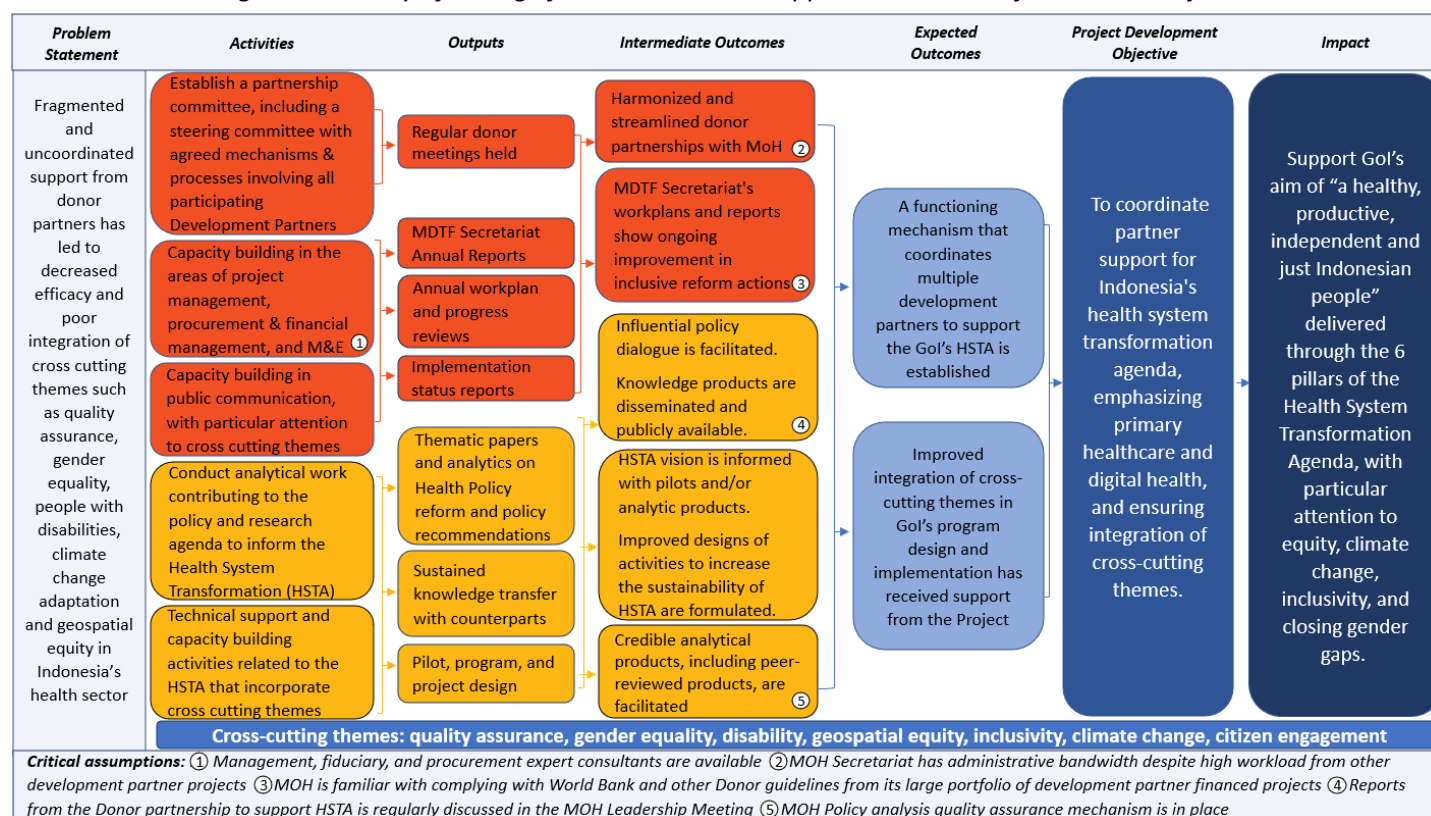 Problem
Statement
Activities
Outputs
Intermediate Outcomes
Expected
Outcomes
Project Development
Objective
Impact
Fragmented
and
uncoordinated
support from
donor
partners has
led to
decreased
efficacy and
poor
integration of
cross cutting
themes such
as quality
assurance,
gender
equality,
people with
disabilities,
climate
change
adaptation
and geospatial
equity in
Indonesia’s
health sector
Establish a partnership
committee, including a
steering committee with
agreed mechanisms &
processes involving all
participating
Development Partners
Capacity building in the
areas of project
management,
procurement & financial
management, and M&E ①
Capacity building in
public communication,
with particular attention
to cross cutting themes
Conduct analytical work
contributing to the
policy and research
agenda to inform the
Health System
Transformation (HSTA)
Technical support and
capacity building
activities related to the
HSTA that incorporate
cross cutting themes
Regular donor
meetings held
MDTF Secretariat
Annual Reports
Annual workplan
and progress
reviews
Implementation
status reports
Thematic papers
and analytics on
Health Policy
reform and policy
recommendations
Sustained
knowledge transfer
with counterparts
Pilot, program, and
project design
Harmonized and
streamlined donor
partnerships with MoH ②
MDTF Secretariat's
workplans and reports
show ongoing
improvement in
inclusive reform actions ③
Influential policy
dialogue is facilitated.
Knowledge products are
disseminated and
publicly available. ④
HSTA vision is informed
with pilots and/or
analytic products.
Improved designs of
activities to increase
the sustainability of
HSTA are formulated.
Credible analytical
products, including peer-
reviewed products, are
facilitated ⑤
A functioning
mechanism that
coordinates
multiple
development
partners to support
the GoI’s HSTA is
established
Improved
integration of cross-
cutting themes in
GoI’s program
design and
implementation has
received support
from the Project
To coordinate
partner
support for
Indonesia's
health system
transformation
agenda,
emphasizing
primary
healthcare and
digital health,
and ensuring
integration of
cross-cutting
themes.
Support GoI’s
aim of “a healthy,
productive,
independent and
just Indonesian
people”
delivered
through the 6
pillars of the
Health System
Transformation
Agenda, with
particular
attention to
equity, climate
change,
inclusivity, and
closing gender
gaps.
Cross-cutting themes: quality assurance, gender equality, disability, geospatial equity, inclusivity, climate change, citizen engagement
Critical assumptions: ① Management, fiduciary, and procurement expert consultants are available ②MOH Secretariat has administrative bandwidth despite high workload from other
development partner projects ③MOH is familiar with complying with World Bank and other Donor guidelines from its large portfolio of development partner financed projects ④Reports
from the Donor partnership to support HSTA is regularly discussed in the MOH Leadership Meeting ⑤MOH Policy analysis quality assurance mechanism is in place